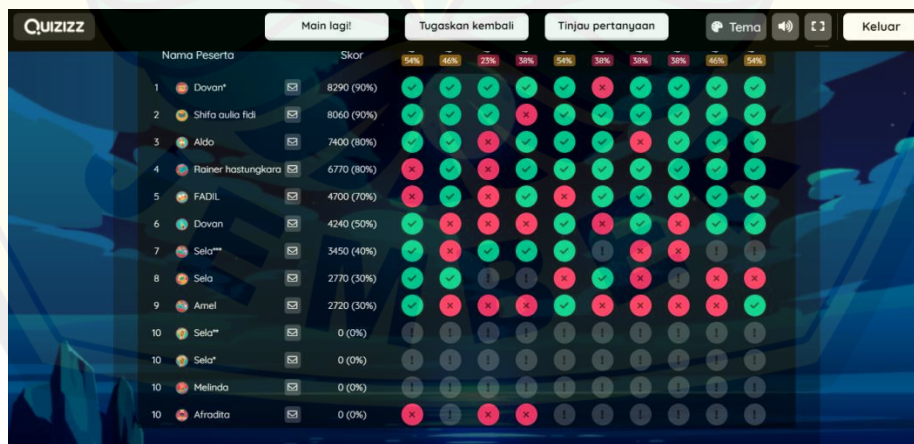 QUIZIZZ Main lagi! Tugaskan kembali Tinjau pertanyaan Tema Keluar
Nama Peserta Skor 54% 46% 23% 38% 54% 38% 38% 38% 46% 54%
1 Dovan* 8290 (90%)
2 Shifa aulia fidi 8060 (90%)
3 Aldo 7400 (80%)
4 Rainer hastungkara 6770 (80%)
5 FADIL 4700 (70%)
6 Dovan 4240 (50%)
7 Sela*** 3450 (40%)
8 Sela 2770 (30%)
9 Amel 2720 (30%)
10 Sela** 0 (0%)
10 Sela* 0 (0%)
10 Melinda 0 (0%)
10 Afradita 0 (0%)